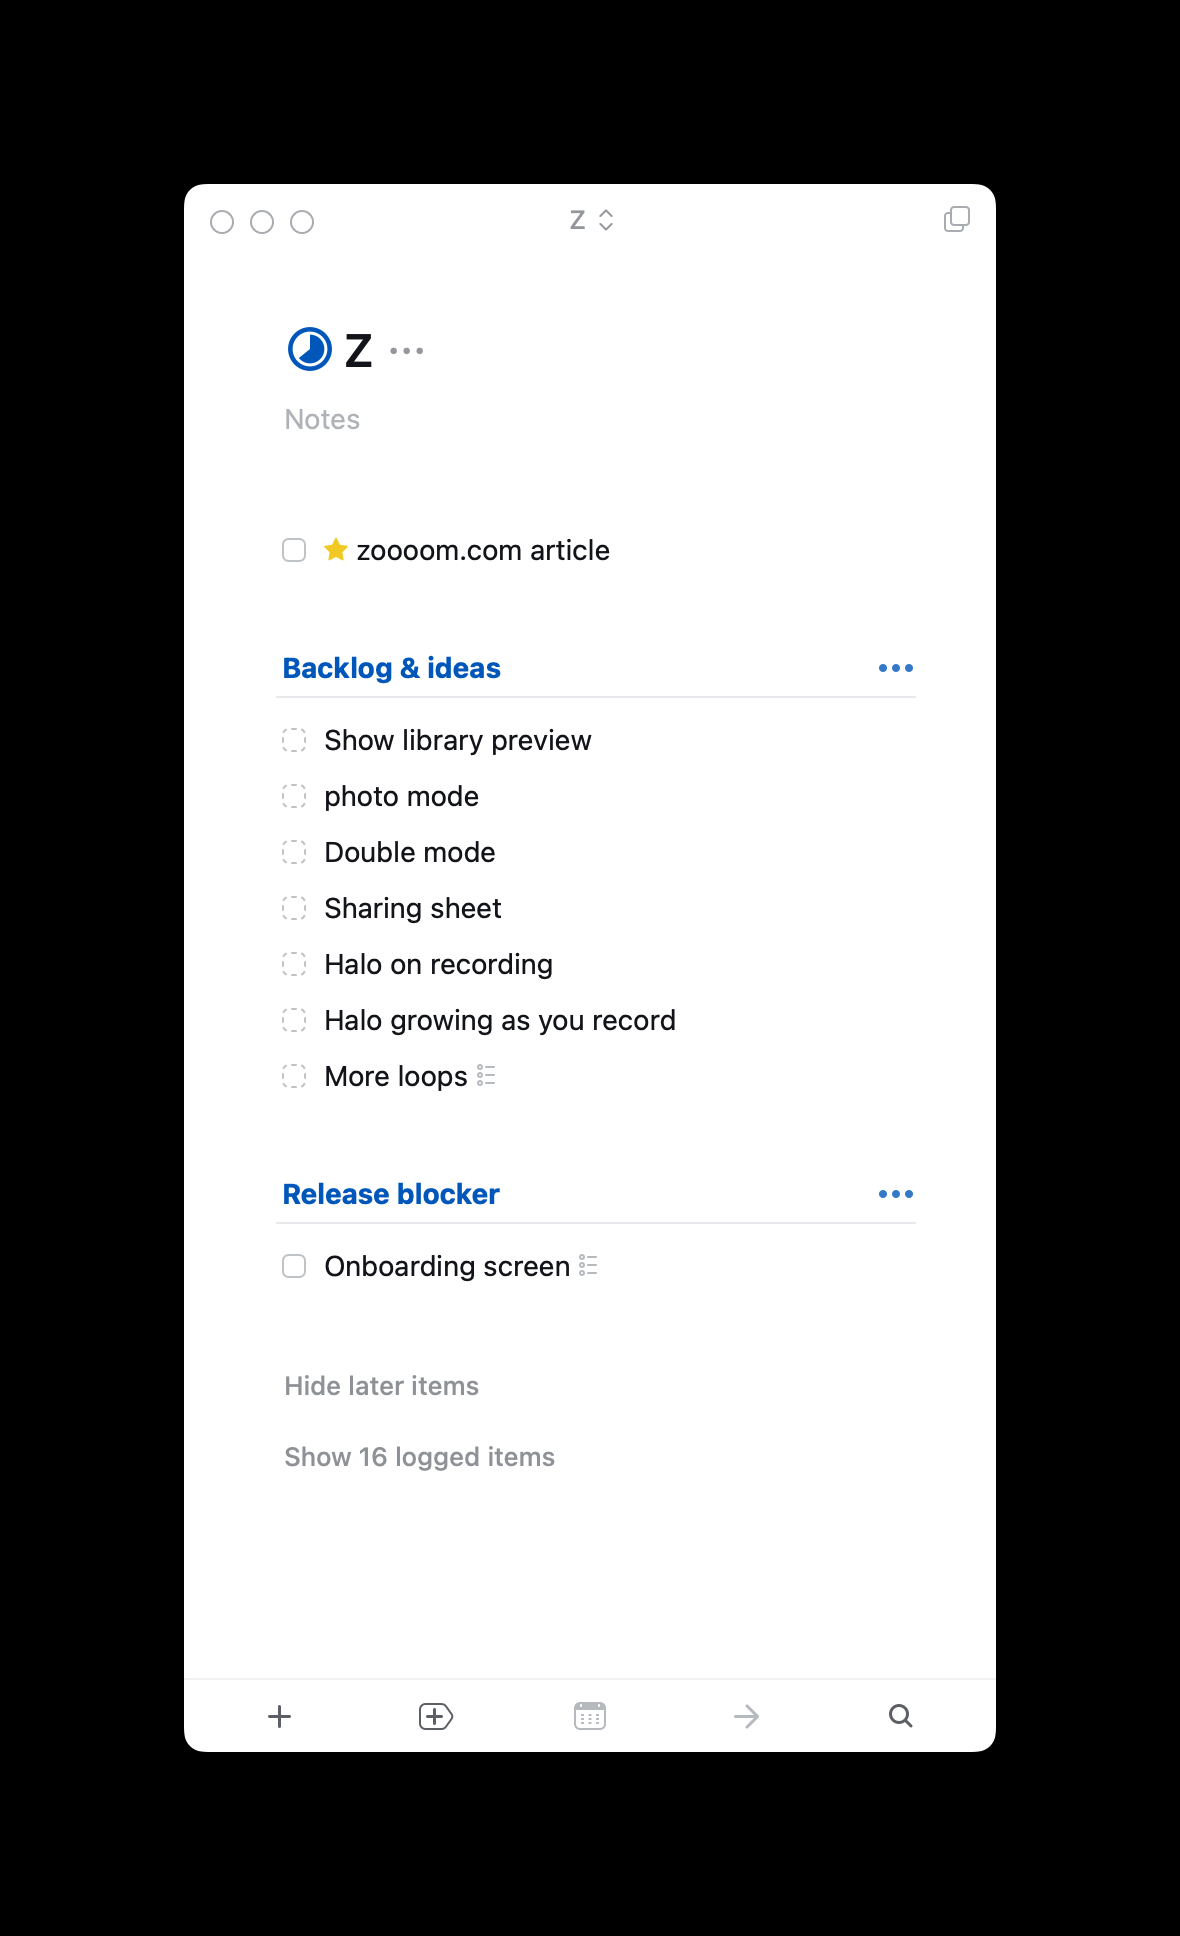 Z
Z
Notes
zoooom.com article
Backlog & ideas
Show library preview
photo mode
Double mode
Sharing sheet
Halo on recording
Halo growing as you record
More loops
Release blocker
Onboarding screen
Hide later items
Show 16 logged items